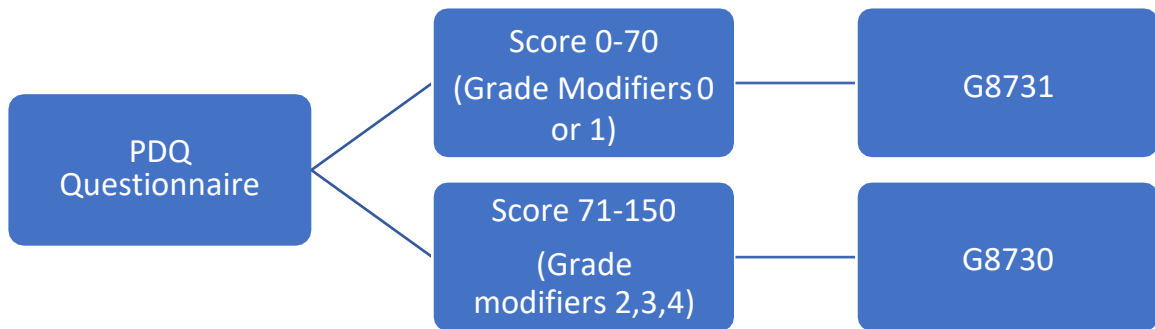 PDQ
Questionnaire
Score 0-70
(Grade Modifiers 0
or 1)
G8731
Score 71-150
(Grade
modifiers 2,3,4)
G8730